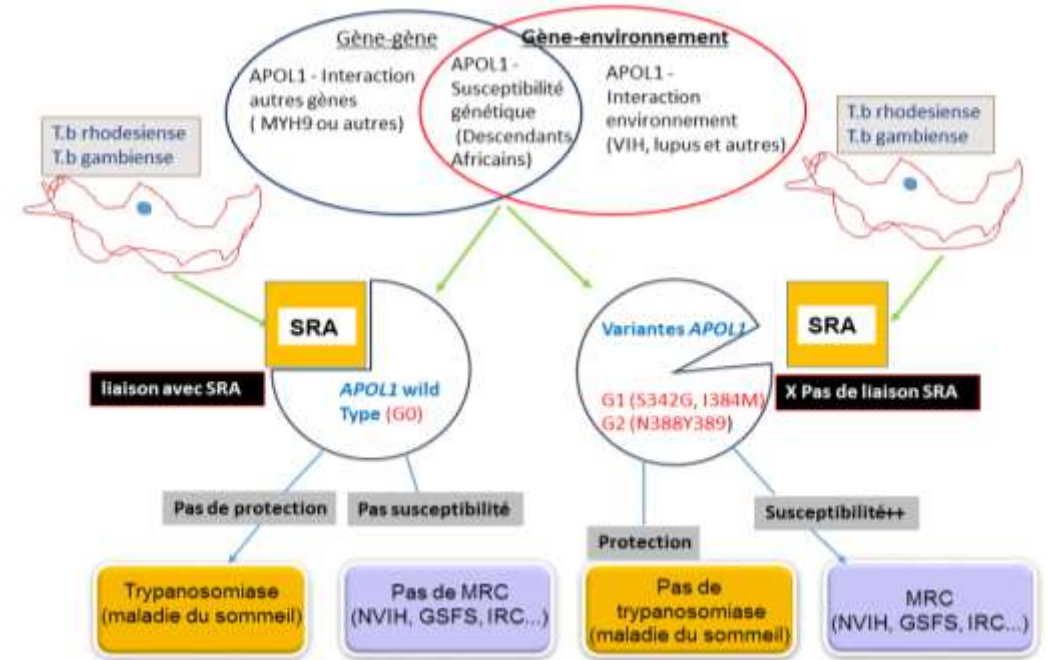 Gène-gène
APOL1 - Interaction
autres gènes
( MYH9 ou autres)
APOL1 -
Susceptibilité
génétique
(Descendants
Africains)
Gène-environnement
APOL1 -
Interaction
environnement
(VIH, lupus et autres)
T.b rhodesiense
T.b gambiense
T.b rhodesiense
T.b gambiense
SRA
liaison avec SRA
APOL1 wild
Type (G0)
Variantes APOL1
G1 (S342G, I384M)
G2 (N388Y389)
SRA
X Pas de liaison SRA
Pas de protection
Pas susceptibilité
Protection
Susceptibilité++
Trypanosomiase
(maladie du sommeil)
Pas de MRC
(NVIH, GSFS, IRC...)
Pas de
trypanosomiase
(maladie du sommeil)
MRC
(NVIH, GSFS, IRC...)